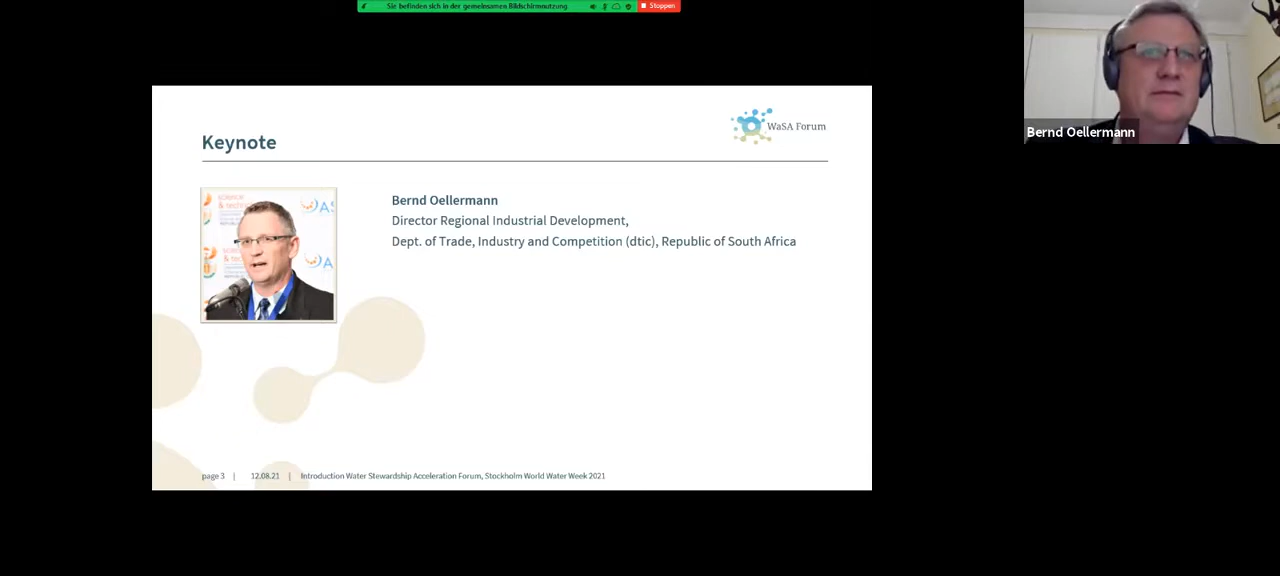 Sie befinden sich in der gemeinsamen Bildschirmnutzung
Stoppen
Bernd Oellermann
Keynote
WaSA Forum
Bernd Oellermann
Director Regional Industrial Development,
Dept. of Trade, Industry and Competition (dtic), Republic of South Africa
page 3 | 12.08.21 | Introduction Water Stewardship Acceleration Forum, Stockholm World Water Week 2021